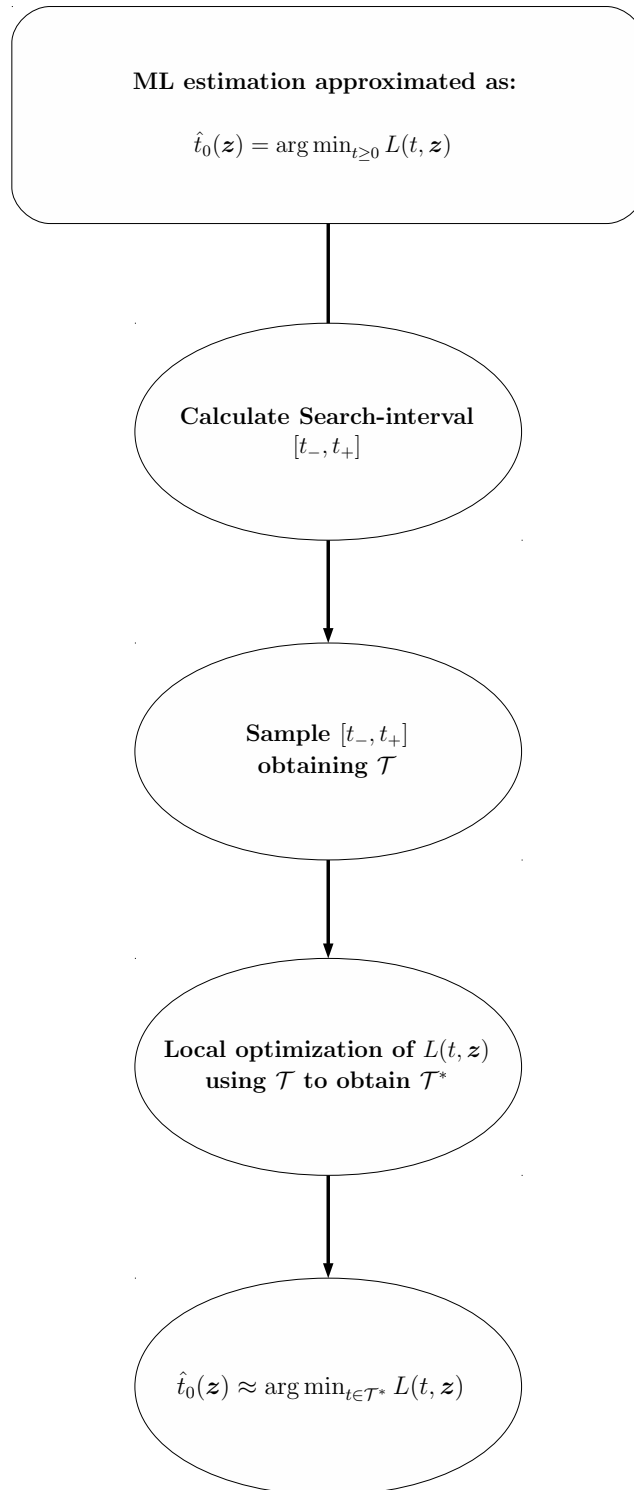 ML estimation approximated as:
t̂₀(𝒛) = arg min_{t≥0} L(t, 𝒛)
Calculate Search-interval
[t₋, t₊]
Sample [t₋, t₊]
obtaining 𝒯
Local optimization of L(t, 𝒛)
using 𝒯 to obtain 𝒯*
t̂₀(𝒛) ≈ arg min_{t∈𝒯*} L(t, 𝒛)